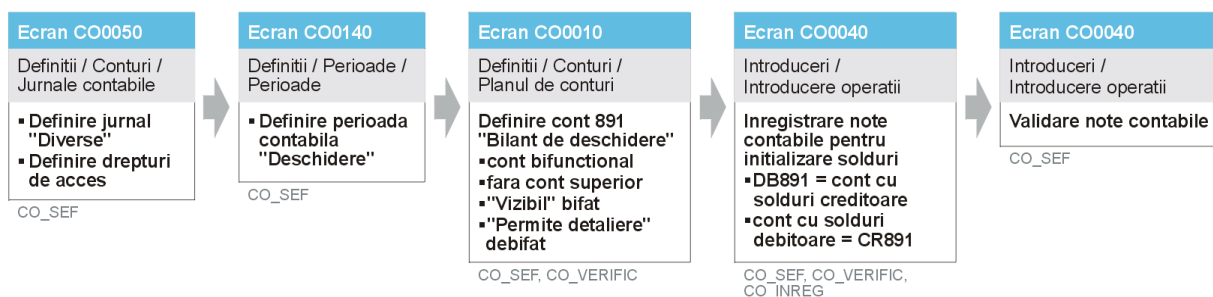 Ecran CO0050
Definitii / Conturi /
Jurnale contabile
▪ Definire jurnal
"Diverse"
▪ Definire drepturi
de acces
CO_SEF
Ecran CO0140
Definitii / Perioade /
Perioade
▪ Definire perioada
contabila
"Deschidere"
CO_SEF
Ecran CO0010
Definitii / Conturi /
Planul de conturi
Definire cont 891
"Bilant de deschidere"
▪cont bifunctional
▪fara cont superior
▪"Vizibil" bifat
▪"Permite detaliere"
debifat
CO_SEF, CO_VERIFIC
Ecran CO0040
Introduceri /
Introducere operatii
Inregistrare note
contabile pentru
initializare solduri
▪DB891 = cont cu
solduri creditoare
▪cont cu solduri
debitoare = CR891
CO_SEF, CO_VERIFIC,
CO_INREG
Ecran CO0040
Introduceri /
Introducere operatii
Validare note contabile
CO_SEF